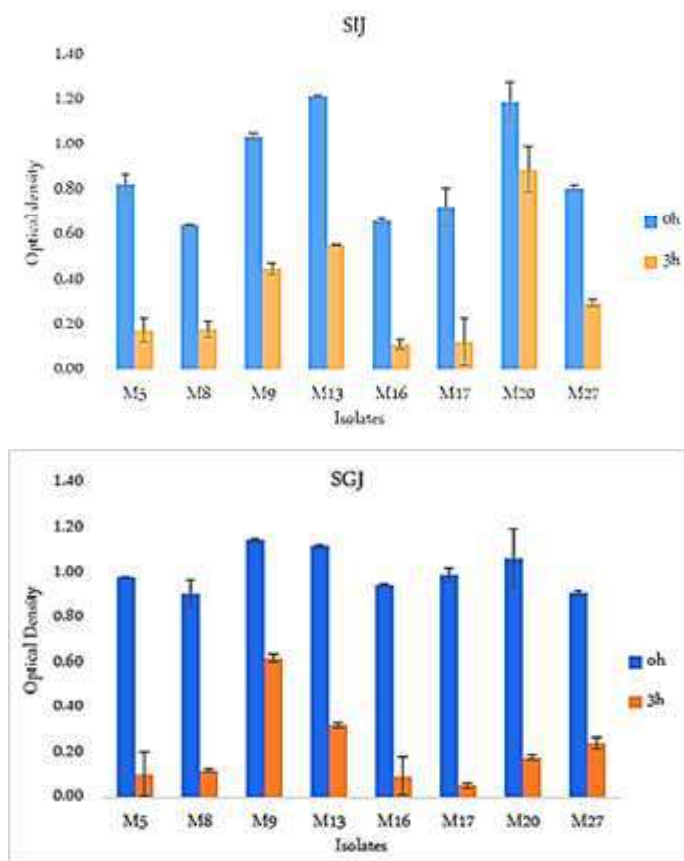 SIJ
1.40
1.20
1.00
0.80
0.60
0.40
0.20
0.00
Optical density
0h
3h
M5 M8 M9 M13 M16 M17 M20 M27
Isolates
SGJ
1.40
1.20
1.00
0.80
0.60
0.40
0.20
0.00
Optical Density
0h
3h
M5 M8 M9 M13 M16 M17 M20 M27
Isolates